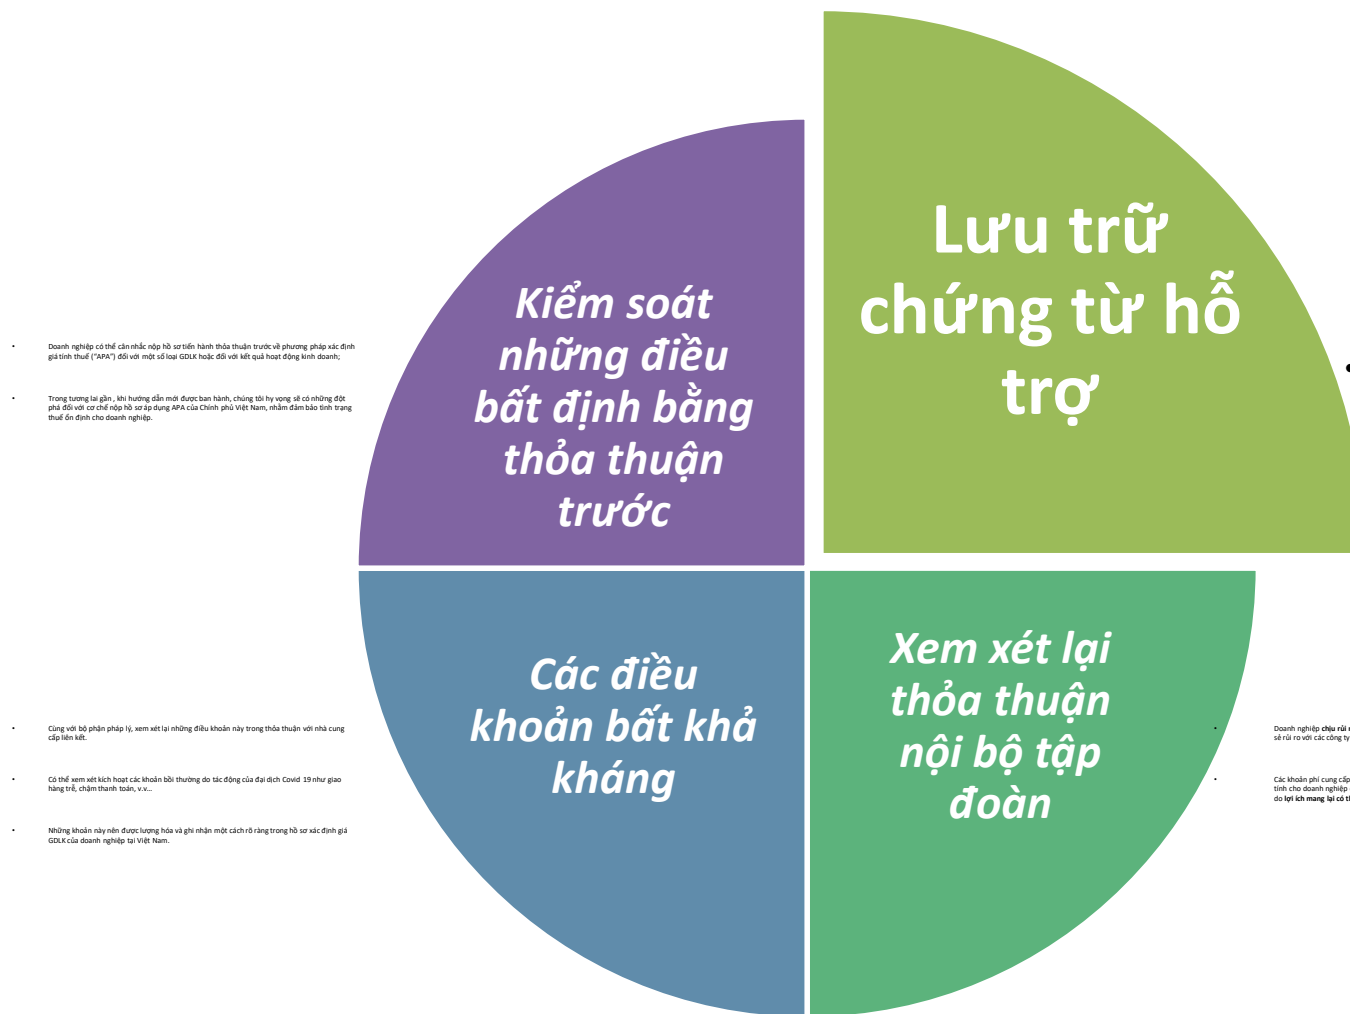 Lưu trữ
chứng từ hỗ
trợ
•
Kiểm soát
những điều
bất định bằng
thỏa thuận
trước
• Doanh nghiệp có thể cân nhắc nộp hồ sơ tiến hành thỏa thuận trước về phương pháp xác định
giá tính thuế ("APA") đối với một số loại GDLK hoặc đối với kết quả hoạt động kinh doanh;
• Trong tương lai gần , khi hướng dẫn mới được ban hành, chúng tôi hy vọng sẽ có những đột
phá đối với cơ chế nộp hồ sơ áp dụng APA của Chính phủ Việt Nam, nhằm đảm bảo tình trạng
thuế ổn định cho doanh nghiệp.
Các điều
khoản bất khả
kháng
• Cùng với bộ phận pháp lý, xem xét lại những điều khoản này trong thỏa thuận với nhà cung
cấp liên kết.
• Có thể xem xét kích hoạt các khoản bồi thường do tác động của đại dịch Covid 19 như giao
hàng trễ, chậm thanh toán, v.v...
• Những khoản này nên được lượng hóa và ghi nhận một cách rõ ràng trong hồ sơ xác định giá
GDLK của doanh nghiệp tại Việt Nam.
Xem xét lại
thỏa thuận
nội bộ tập
đoàn
• Doanh nghiệp chịu rủi
sẻ rủi ro với các công ty
• Các khoản phí cung cấp
tính cho doanh nghiệp
do lợi ích mang lại có